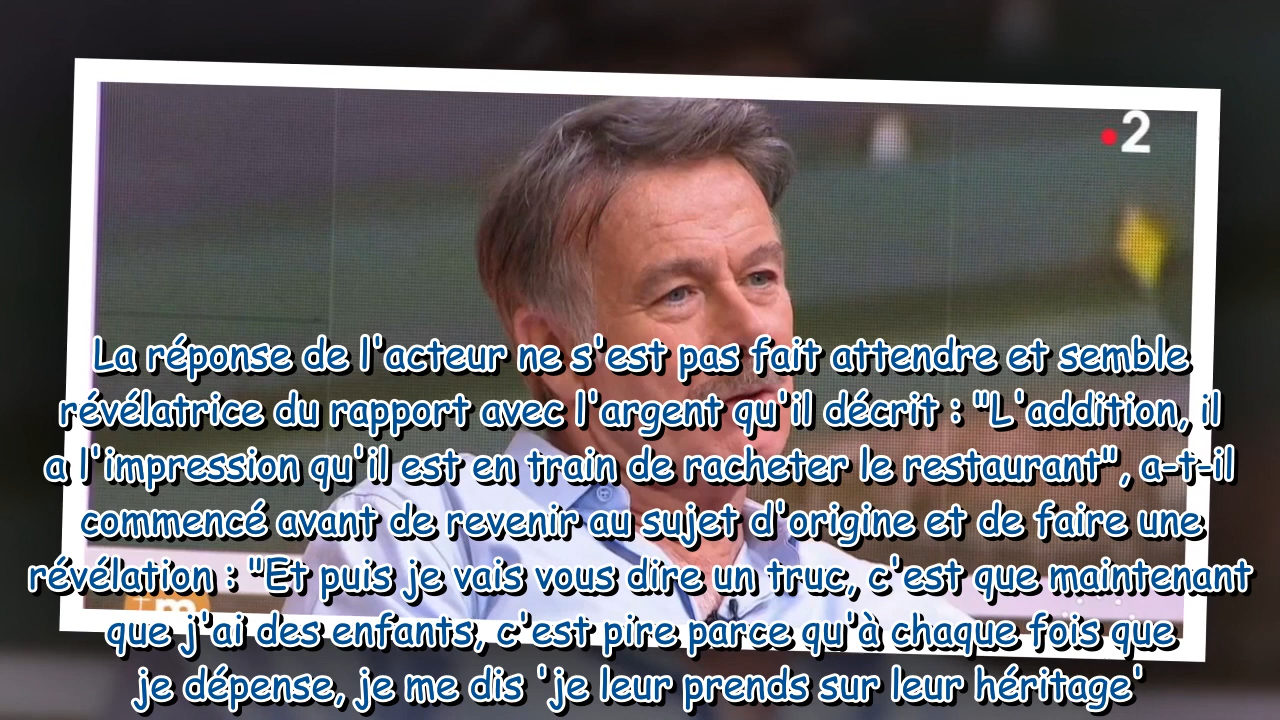 2
La réponse de l'acteur ne s'est pas fait attendre et semble
révélatrice du rapport avec l'argent qu'il décrit : "L'addition, il
a l'impression qu'il est en train de racheter le restaurant", a-t-il
commencé avant de revenir au sujet d'origine et de faire une
révélation : "Et puis je vais vous dire un truc, c'est que maintenant
que j'ai des enfants, c'est pire parce qu'à chaque fois que
je dépense, je me dis 'je leur prends sur leur héritage'